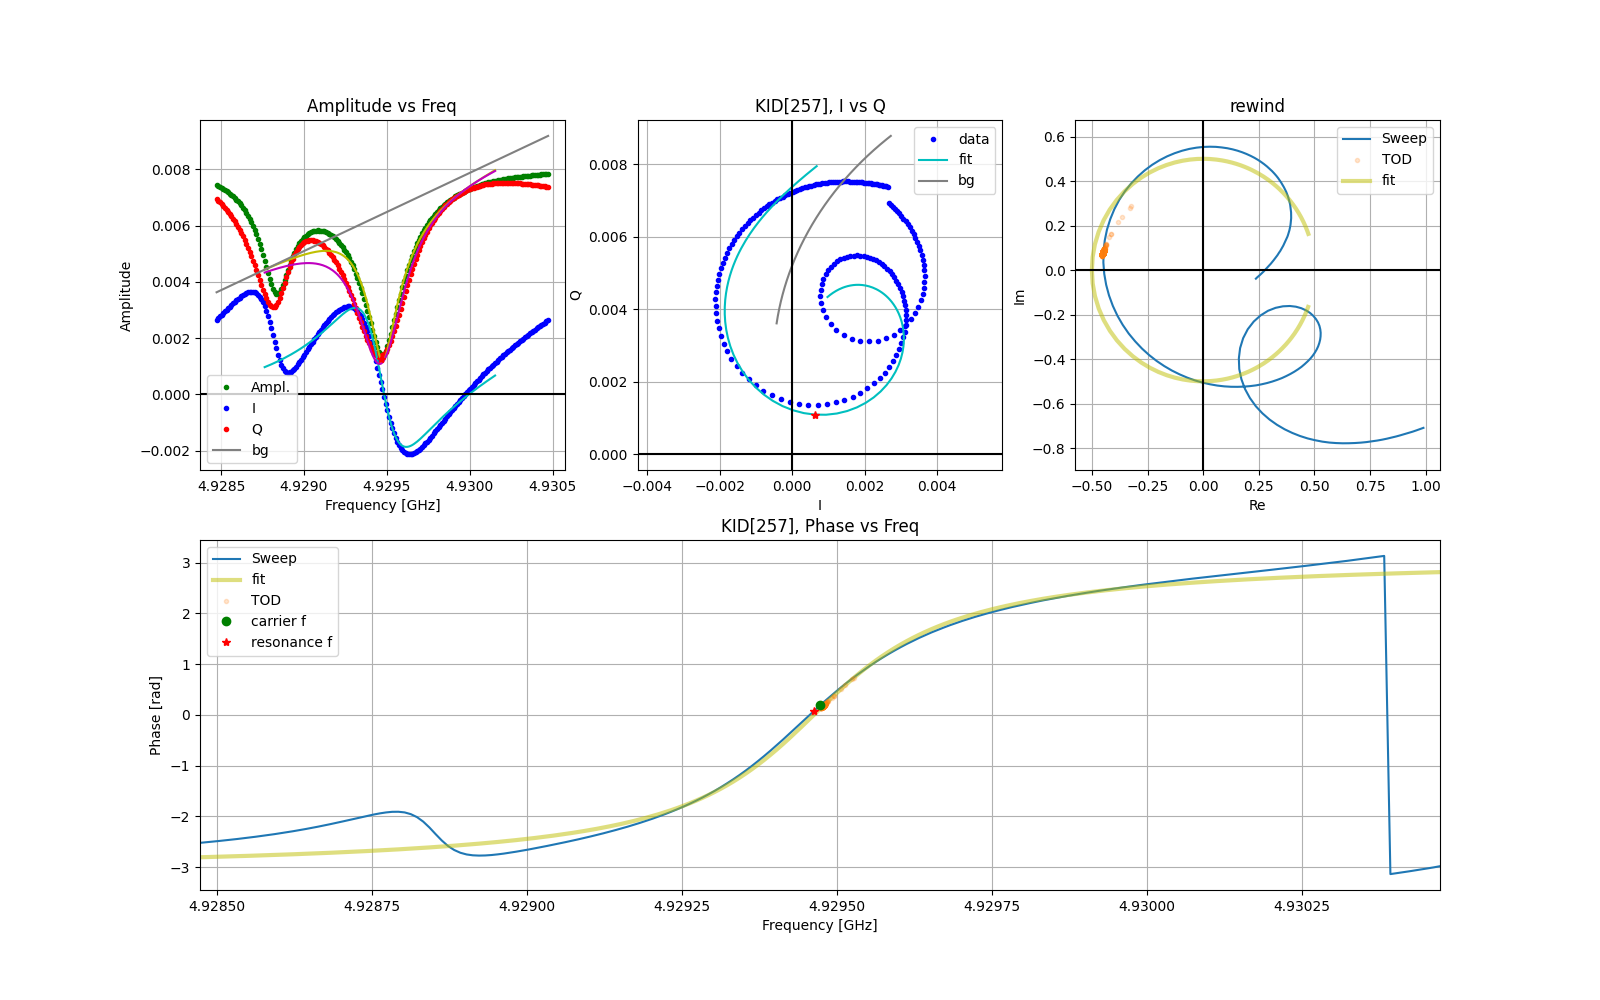 Amplitude vs Freq
Amplitude
0.008
0.006
0.004
0.002
0.000
−0.002
Ampl.
I
Q
bg
4.9285 4.9290 4.9295 4.9300 4.9305
Frequency [GHz]
KID[257], I vs Q
Q
0.008
0.006
0.004
0.002
0.000
data
fit
bg
−0.004 −0.002 0.000 0.002 0.004
I
rewind
Im
0.6
0.4
0.2
0.0
−0.2
−0.4
−0.6
−0.8
Sweep
TOD
fit
−0.50 −0.25 0.00 0.25 0.50 0.75 1.00
Re
KID[257], Phase vs Freq
Phase [rad]
3
2
1
0
−1
−2
−3
Sweep
fit
TOD
carrier f
resonance f
4.92850 4.92875 4.92900 4.92925 4.92950 4.92975 4.93000 4.93025
Frequency [GHz]